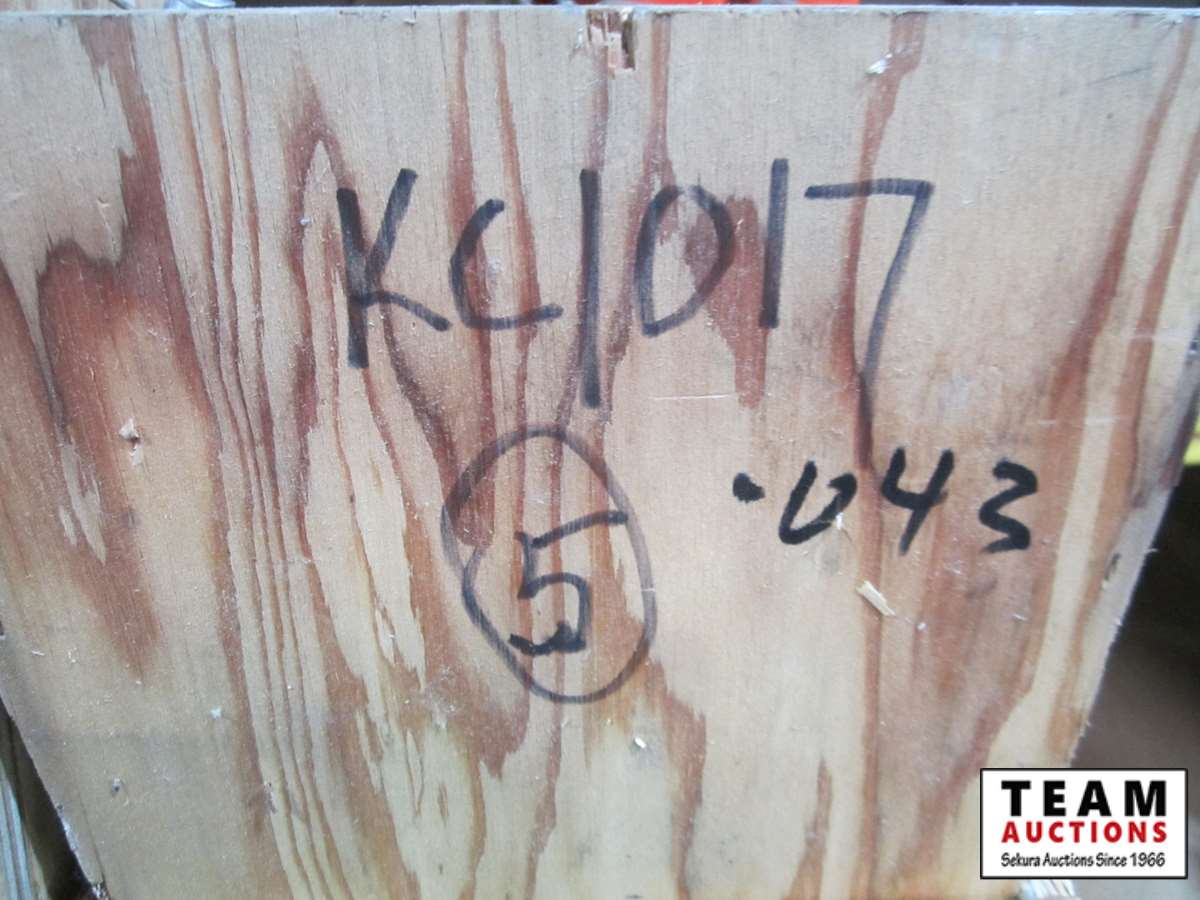 KC1017
.043
5
TEAM
AUCTIONS
Sekura Auctions Since 1966